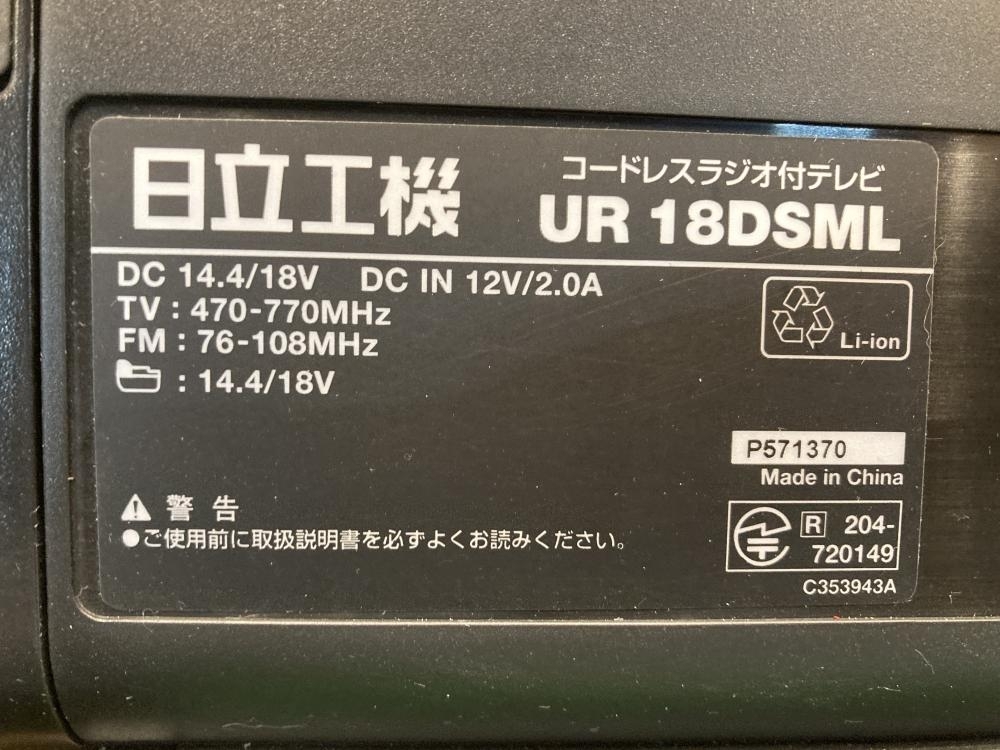 日立工機
コードレスラジオ付テレビ
UR 18DSML
DC 14.4/18V DC IN 12V/2.0A
TV : 470-770MHz
FM : 76-108MHz
: 14.4/18V
Li-ion
P571370
Made in China
警告
●ご使用前に取扱説明書を必ずよくお読みください。
R 204-
720149
C353943A